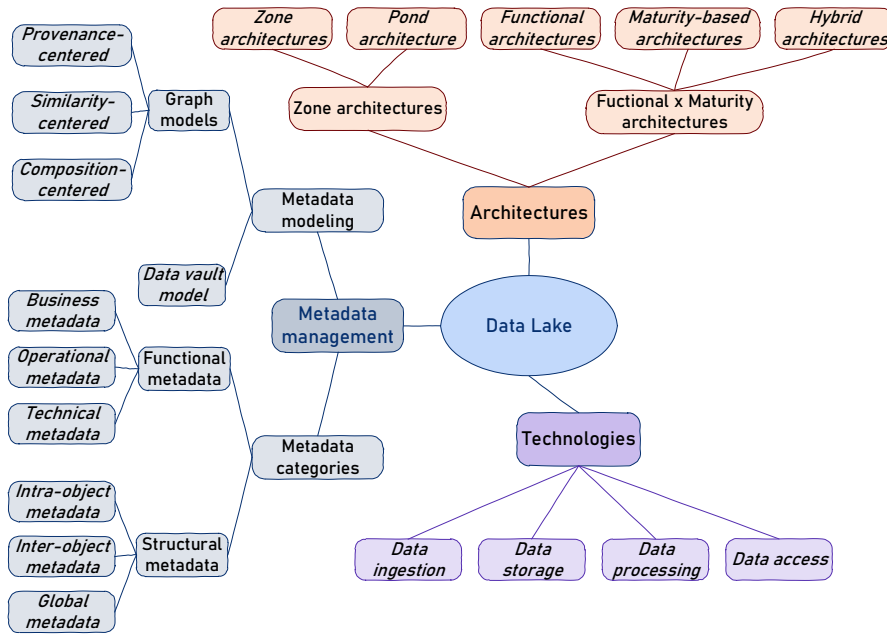 Provenance-
centered
Similarity-
centered
Composition-
centered
Graph
models
Metadata
modeling
Data vault
model
Zone
architectures
Pond
architecture
Functional
architectures
Maturity-based
architectures
Hybrid
architectures
Zone architectures
Fuctional x Maturity
architectures
Architectures
Metadata
management
Data Lake
Business
metadata
Operational
metadata
Technical
metadata
Functional
metadata
Metadata
categories
Intra-object
metadata
Inter-object
metadata
Global
metadata
Structural
metadata
Technologies
Data
ingestion
Data
storage
Data
processing
Data access